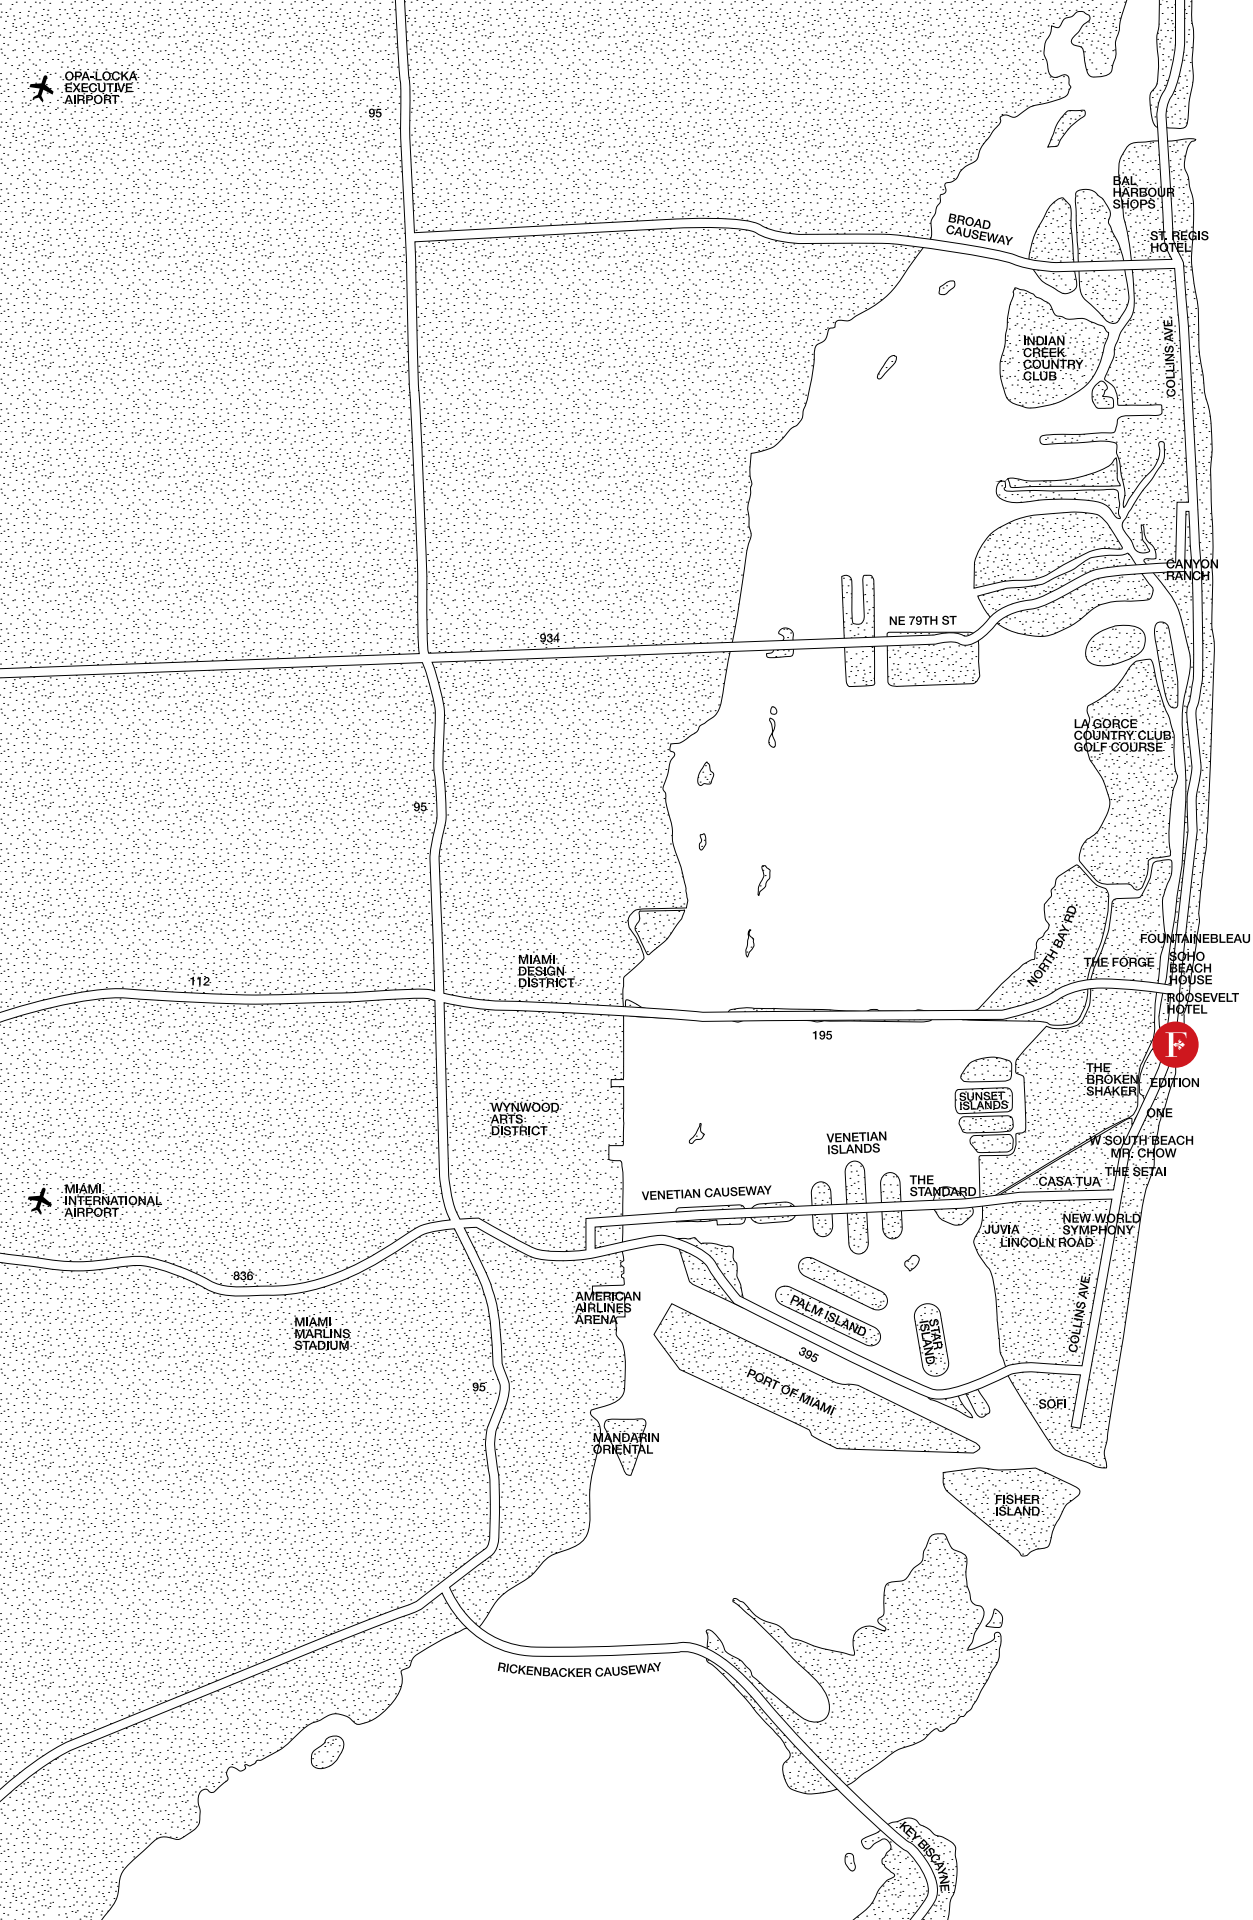 OPA-LOCKA
EXECUTIVE
AIRPORT
95
BAL
HARBOUR
SHOPS
BROAD
CAUSEWAY
ST. REGIS
HOTEL
INDIAN
CREEK
COUNTRY
CLUB
COLLINS AVE.
CANYON
RANCH
NE 79TH ST
934
LA GORCE
COUNTRY CLUB
GOLF COURSE
95
NORTH BAY RD.
FOUNTAINEBLEAU
THE FORGE
SOHO
BEACH
HOUSE
MIAMI
DESIGN
DISTRICT
112
ROOSEVELT
HOTEL
195
F
THE
BROKEN
SHAKER
EDITION
SUNSET
ISLANDS
WYNWOOD
ARTS
DISTRICT
ONE
VENETIAN
ISLANDS
W SOUTH BEACH
MR. CHOW
THE SETAI
CASA TUA
THE
STANDARD
VENETIAN CAUSEWAY
MIAMI
INTERNATIONAL
AIRPORT
NEW WORLD
SYMPHONY
JUVIA
LINCOLN ROAD
836
AMERICAN
AIRLINES
ARENA
PALM ISLAND
STAR
ISLAND
COLLINS AVE.
MIAMI
MARLINS
STADIUM
395
95
PORT OF MIAMI
SOFI
MANDARIN
ORIENTAL
FISHER
ISLAND
RICKENBACKER CAUSEWAY
KEY BISCAYNE